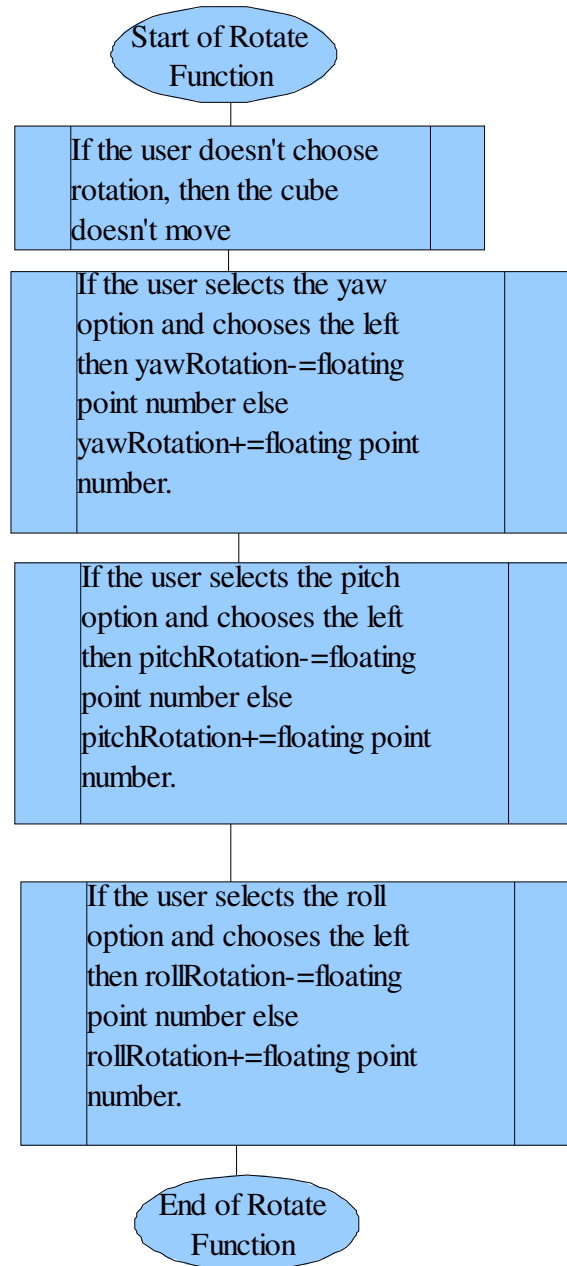 Start of Rotate
Function
If the user doesn't choose
rotation, then the cube
doesn't move
If the user selects the yaw
option and chooses the left
then yawRotation-=floating
point number else
yawRotation+=floating point
number.
If the user selects the pitch
option and chooses the left
then pitchRotation-=floating
point number else
pitchRotation+=floating point
number.
If the user selects the roll
option and chooses the left
then rollRotation-=floating
point number else
rollRotation+=floating point
number.
End of Rotate
Function